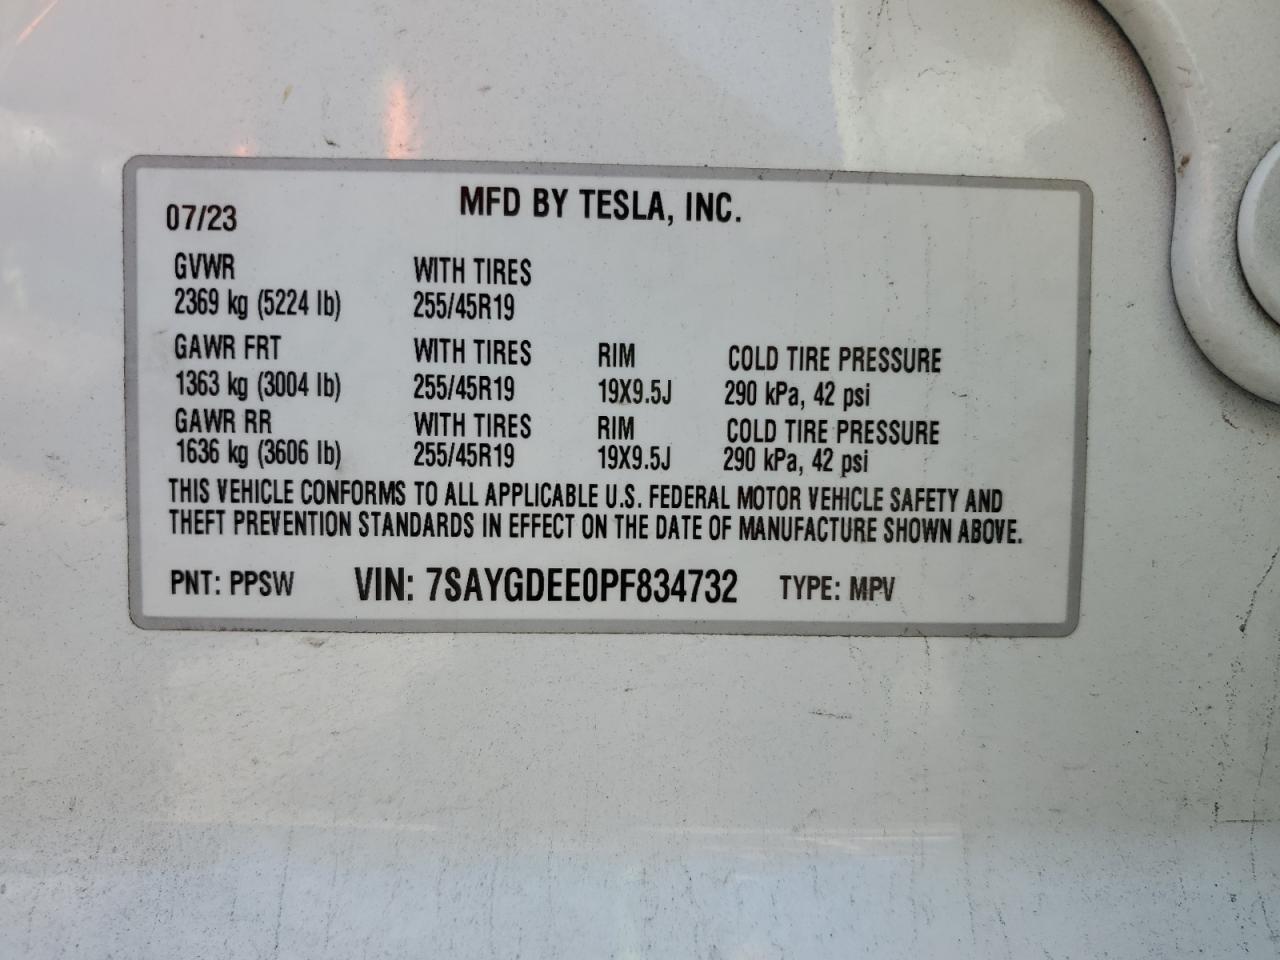 07/23 MFD BY TESLA, INC.
GVWR WITH TIRES
2369 kg (5224 lb) 255/45R19
GAWR FRT WITH TIRES RIM COLD TIRE PRESSURE
1363 kg (3004 lb) 255/45R19 19X9.5J 290 kPa, 42 psi
GAWR RR WITH TIRES RIM COLD TIRE PRESSURE
1636 kg (3606 lb) 255/45R19 19X9.5J 290 kPa, 42 psi
THIS VEHICLE CONFORMS TO ALL APPLICABLE U.S. FEDERAL MOTOR VEHICLE SAFETY AND
THEFT PREVENTION STANDARDS IN EFFECT ON THE DATE OF MANUFACTURE SHOWN ABOVE.
PNT: PPSW VIN: 7SAYGDEE0PF834732 TYPE: MPV